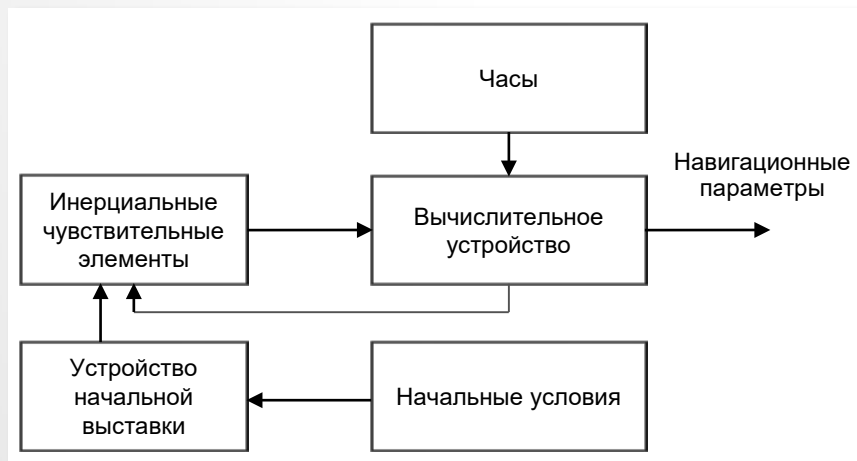 Часы
Навигационные
параметры
Инерциальные
чувствительные
элементы
Вычислительное
устройство
Устройство
начальной
выставки
Начальные условия